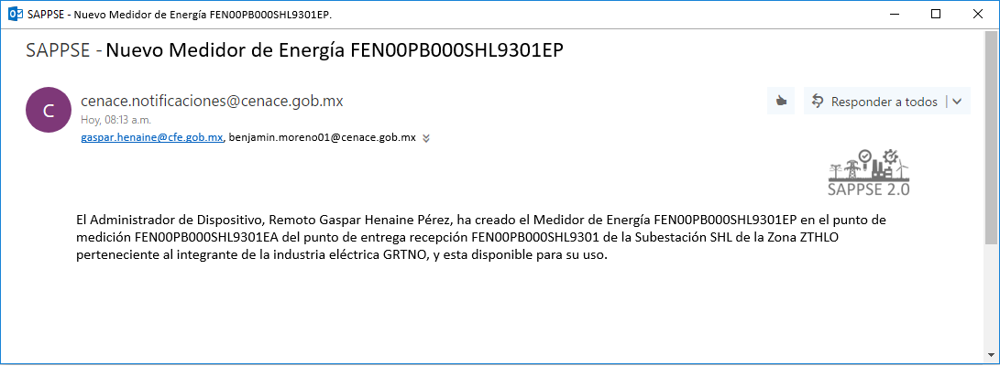 SAPPSE - Nuevo Medidor de Energía FEN00PB000SHL9301EP.
SAPPSE - Nuevo Medidor de Energía FEN00PB000SHL9301EP
C
cenace.notificaciones@cenace.gob.mx
Hoy, 08:13 a.m.
gaspar.henaine@cfe.gob.mx, benjamin.moreno01@cenace.gob.mx
Responder a todos
SAPPSE 2.0
El Administrador de Dispositivo, Remoto Gaspar Henaine Pérez, ha creado el Medidor de Energía FEN00PB000SHL9301EP en el punto de
medición FEN00PB000SHL9301EA del punto de entrega recepción FEN00PB000SHL9301 de la Subestación SHL de la Zona ZTHLO
perteneciente al integrante de la industria eléctrica GRTNO, y esta disponible para su uso.